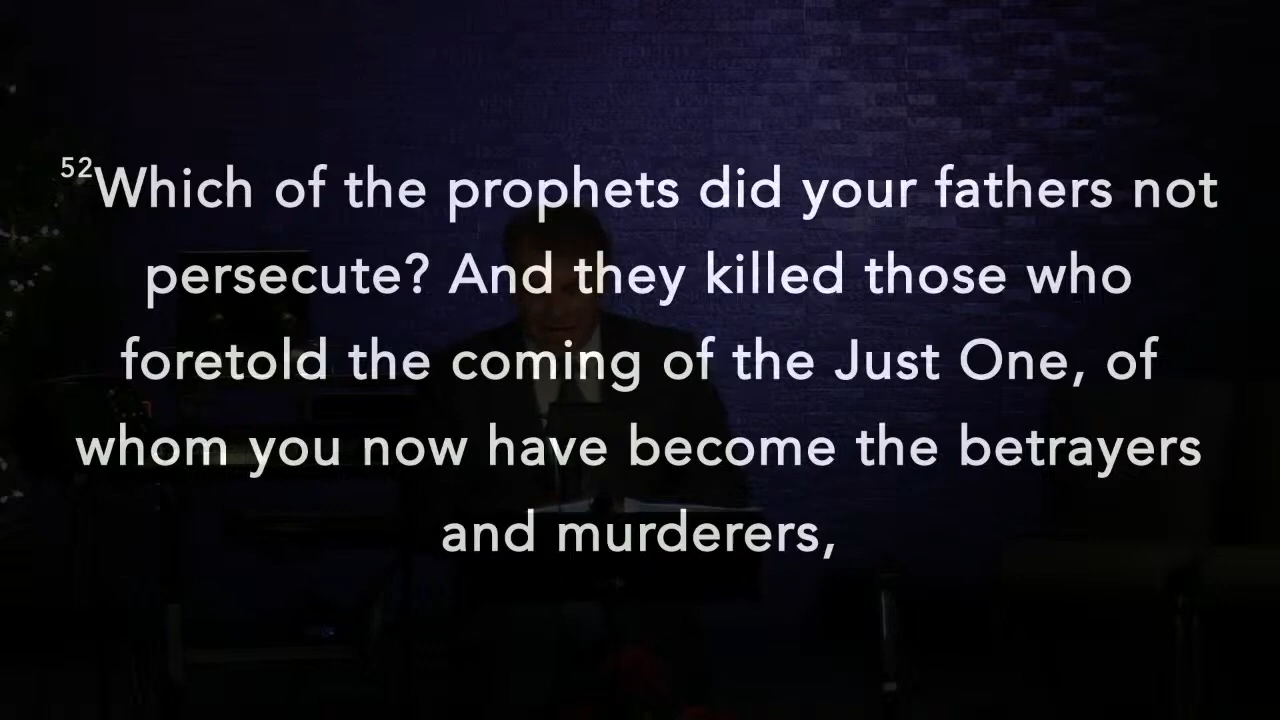 52Which of the prophets did your fathers not
persecute? And they killed those who
foretold the coming of the Just One, of
whom you now have become the betrayers
and murderers,